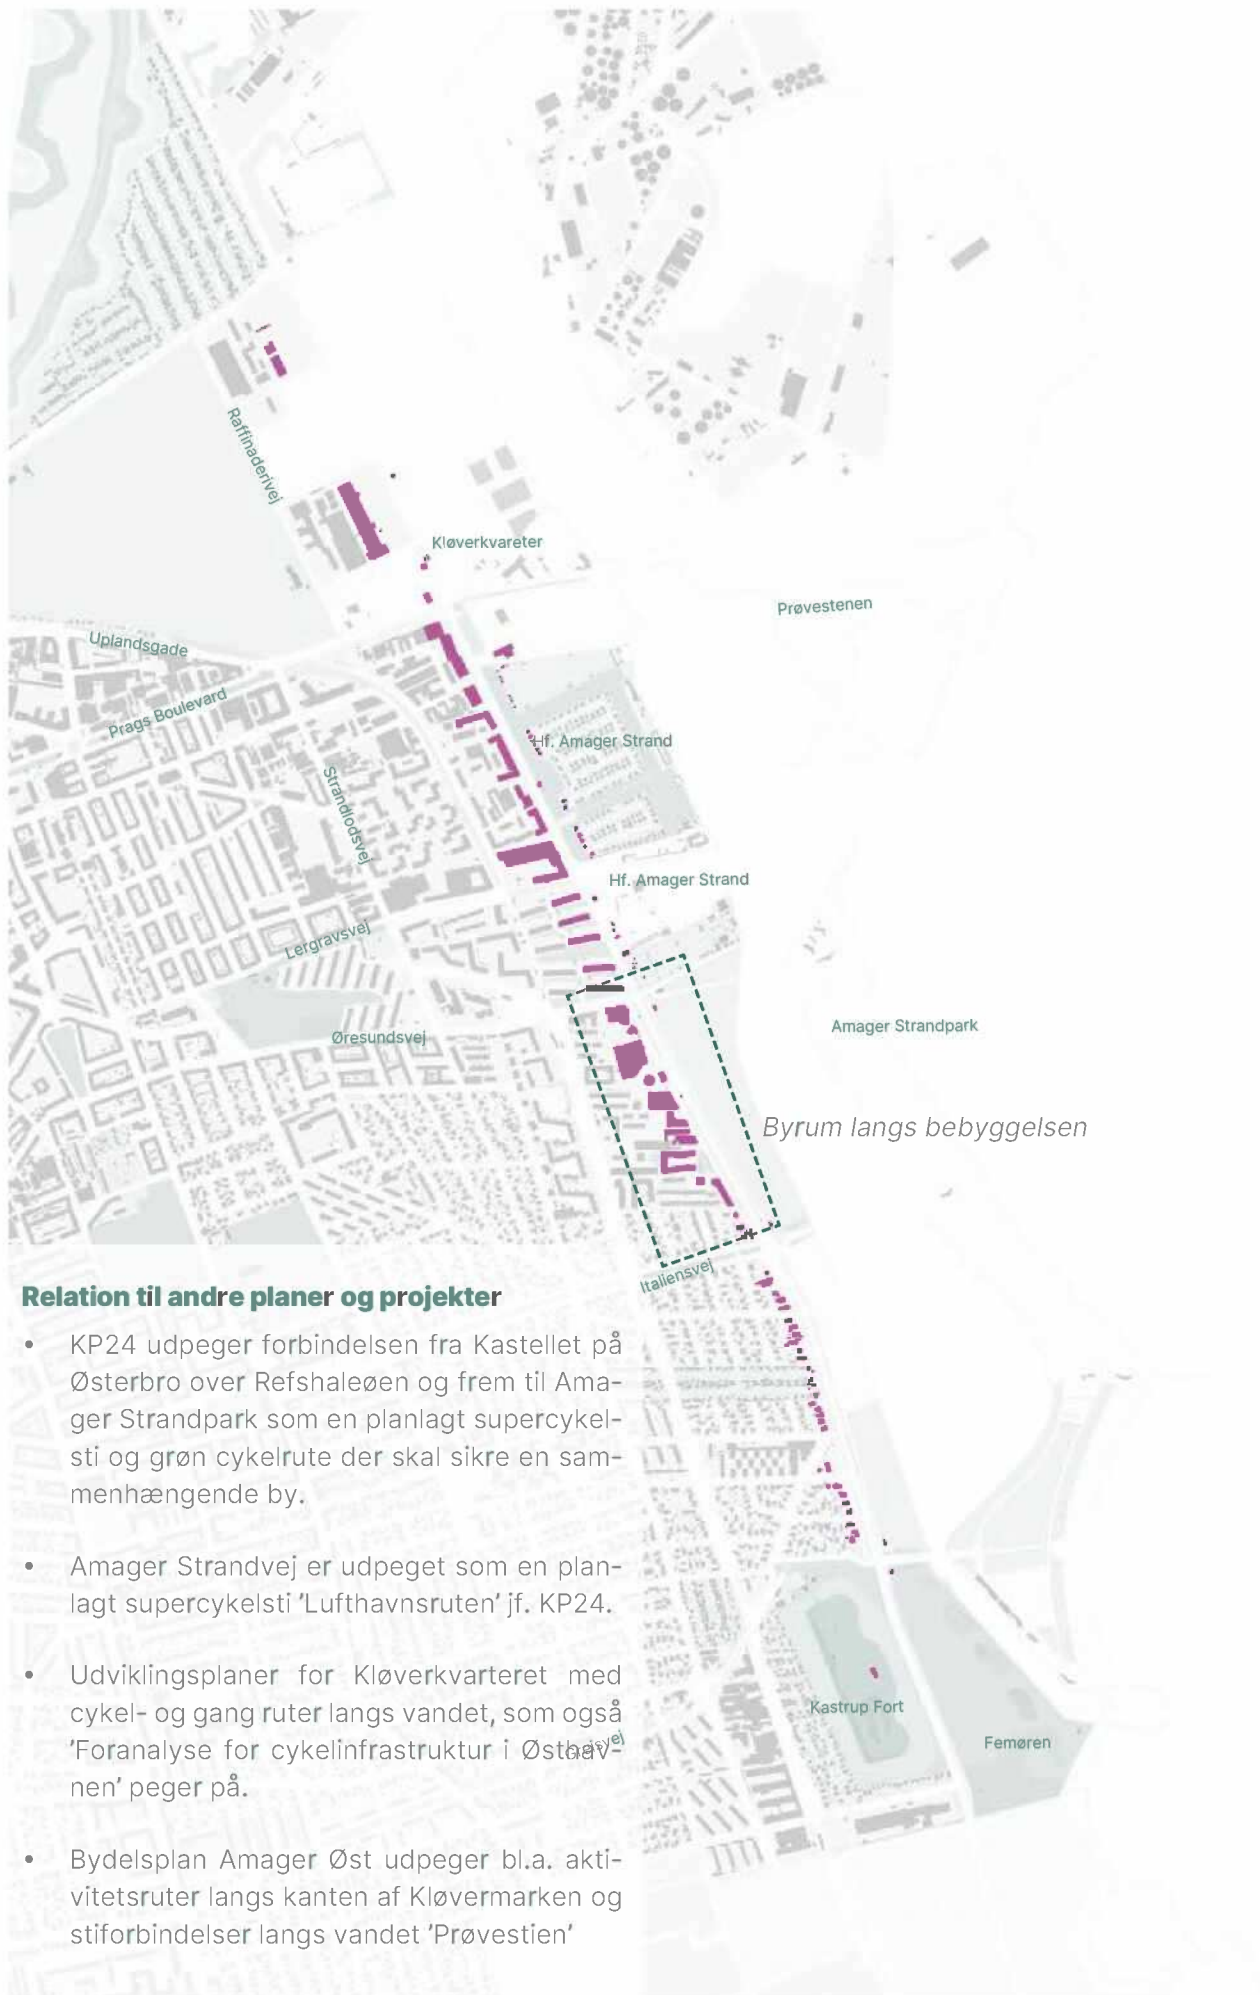 Raffinaderivej
Kløverkvareter
Prøvestenen
Uplandsgade
Prags Boulevard
Hf. Amager Strand
Strandlodsvej
Hf. Amager Strand
Lergravsvej
Amager Strandpark
Øresundsvej
Byrum langs bebyggelsen
Italiensvej
Relation til andre planer og projekter
• KP24 udpeger forbindelsen fra Kastellet på
Østerbro over Refshaleøen og frem til Ama-
ger Strandpark som en planlagt supercykel-
sti og grøn cykelrute der skal sikre en sam-
menhængende by.
• Amager Strandvej er udpeget som en plan-
lagt supercykelsti 'Lufthavnsruten' jf. KP24.
• Udviklingsplaner for Kløverkvarteret med
cykel- og gang ruter langs vandet, som også
'Foranalyse for cykelinfrastruktur i Østhav-
nen' peger på.
• Bydelsplan Amager Øst udpeger bl.a. akti-
vitetsruter langs kanten af Kløvermarken og
stiforbindelser langs vandet 'Prøvestien'
Kastrup Fort
Femøren